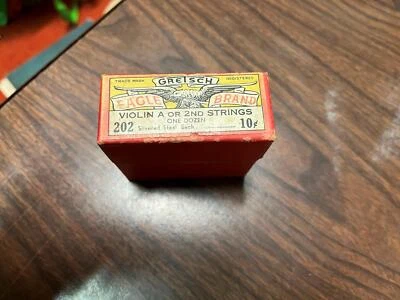 TRADE MARK GRETSCH REGISTERED
EAGLE BRAND
VIOLIN A OR 2ND STRINGS
ONE DOZEN
202 Silvered Steel Each 10¢